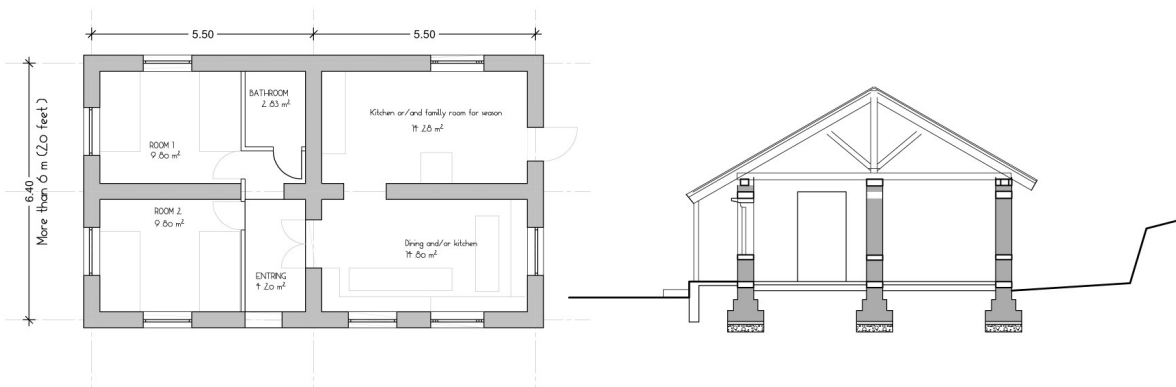 5.50
5.50
6.40
More than 6 m (20 feet)
BATHROOM
2.83 m²
Kitchen or/and family room for season
14.28 m²
ROOM 1
9.80 m²
ROOM 2
9.80 m²
Dining and/or kitchen
14.80 m²
ENTRING
4.20 m²